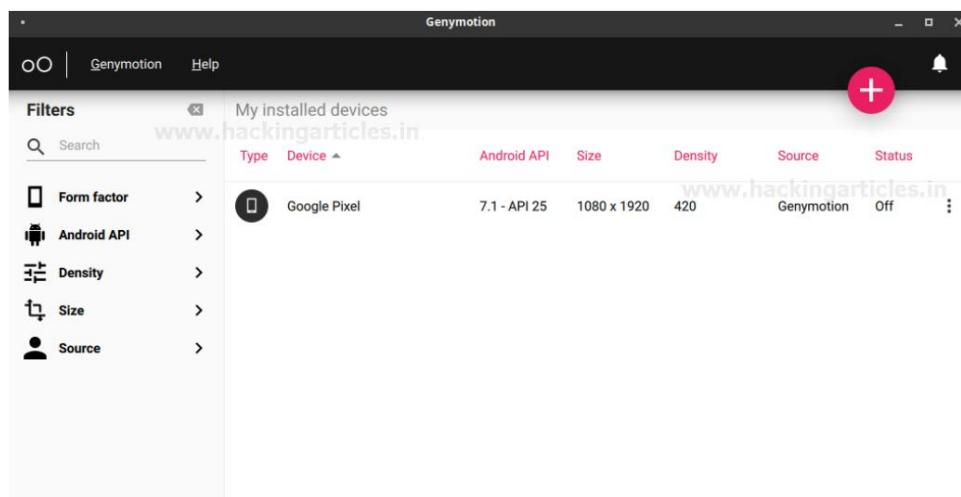 Genymotion
Genymotion Help
Filters
My installed devices
www.hackingarticles.in
Search
Type Device Android API Size Density Source Status
www.hackingarticles.in
Form factor
Google Pixel 7.1 - API 25 1080 x 1920 420 Genymotion Off
Android API
Density
Size
Source